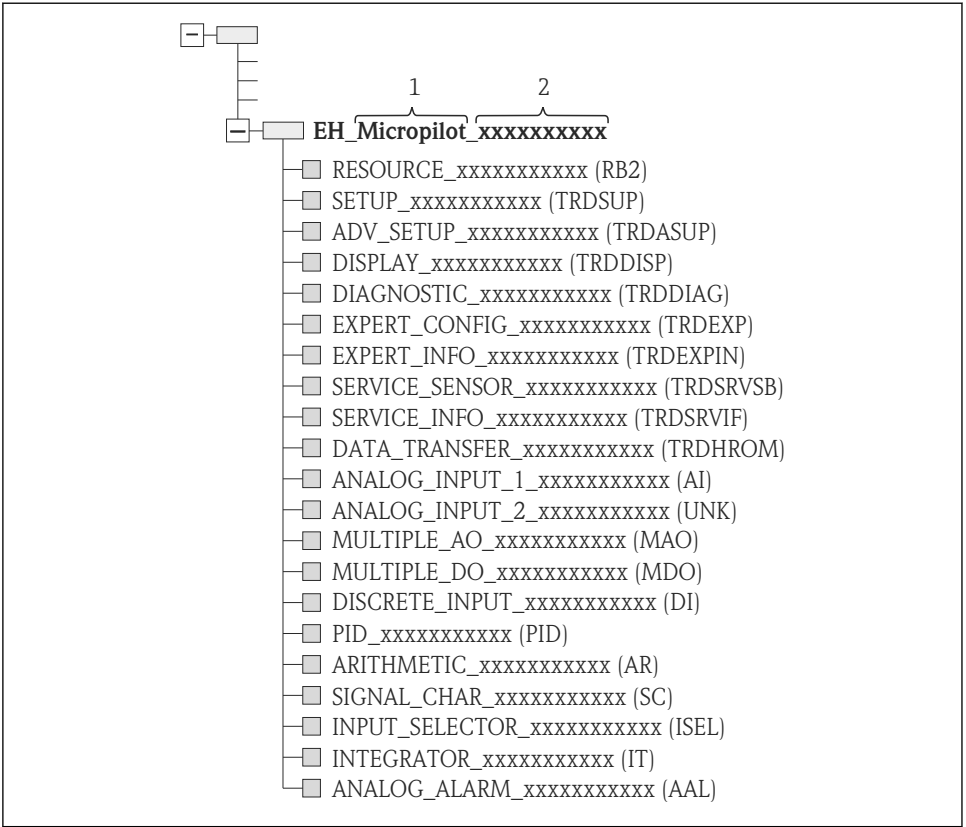 1 2
EH_Micropilot_xxxxxxxxxx
RESOURCE_xxxxxxxxxxx (RB2)
SETUP_xxxxxxxxxxx (TRDSUP)
ADV_SETUP_xxxxxxxxxxx (TRDASUP)
DISPLAY_xxxxxxxxxxx (TRDDISP)
DIAGNOSTIC_xxxxxxxxxxx (TRDDIAG)
EXPERT_CONFIG_xxxxxxxxxxx (TRDEXP)
EXPERT_INFO_xxxxxxxxxxx (TRDEXPIN)
SERVICE_SENSOR_xxxxxxxxxxx (TRDSRVSB)
SERVICE_INFO_xxxxxxxxxxx (TRDSRVIF)
DATA_TRANSFER_xxxxxxxxxxx (TRDHROM)
ANALOG_INPUT_1_xxxxxxxxxxx (AI)
ANALOG_INPUT_2_xxxxxxxxxxx (UNK)
MULTIPLE_AO_xxxxxxxxxxx (MAO)
MULTIPLE_DO_xxxxxxxxxxx (MDO)
DISCRETE_INPUT_xxxxxxxxxxx (DI)
PID_xxxxxxxxxxx (PID)
ARITHMETIC_xxxxxxxxxxx (AR)
SIGNAL_CHAR_xxxxxxxxxxx (SC)
INPUT_SELECTOR_xxxxxxxxxxx (ISEL)
INTEGRATOR_xxxxxxxxxxx (IT)
ANALOG_ALARM_xxxxxxxxxxx (AAL)